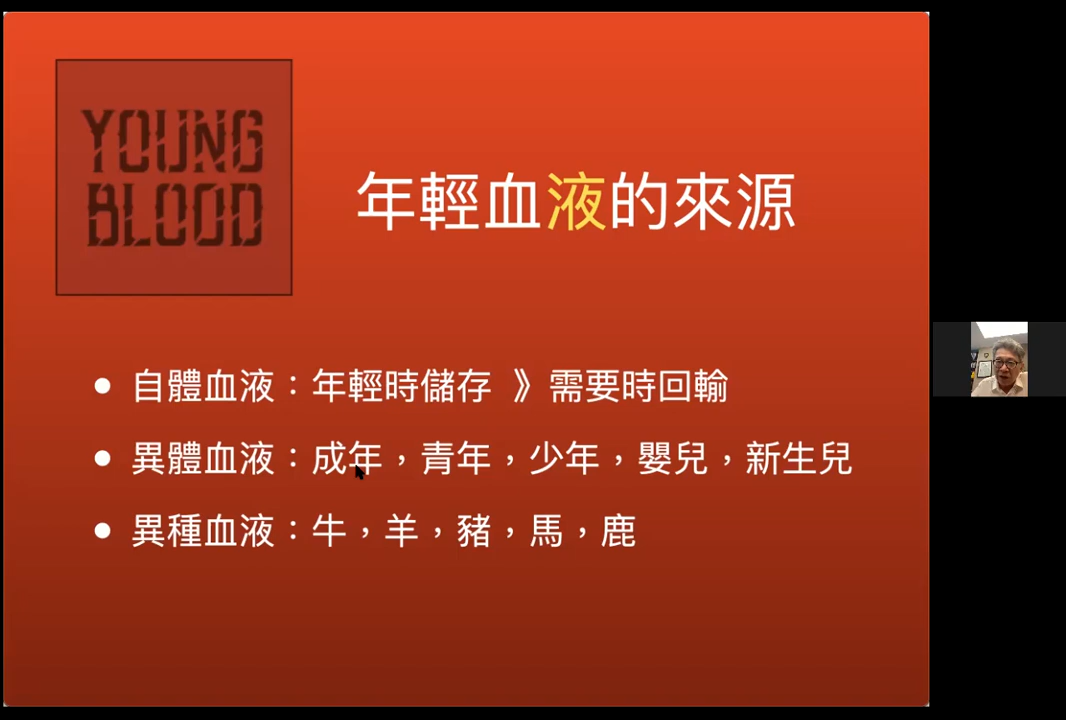 YOUNG
BLOOD
年輕血液的來源
自體血液：年輕時儲存 》需要時回輸
異體血液：成年，青年，少年，嬰兒，新生兒
異種血液：牛，羊，豬，馬，鹿